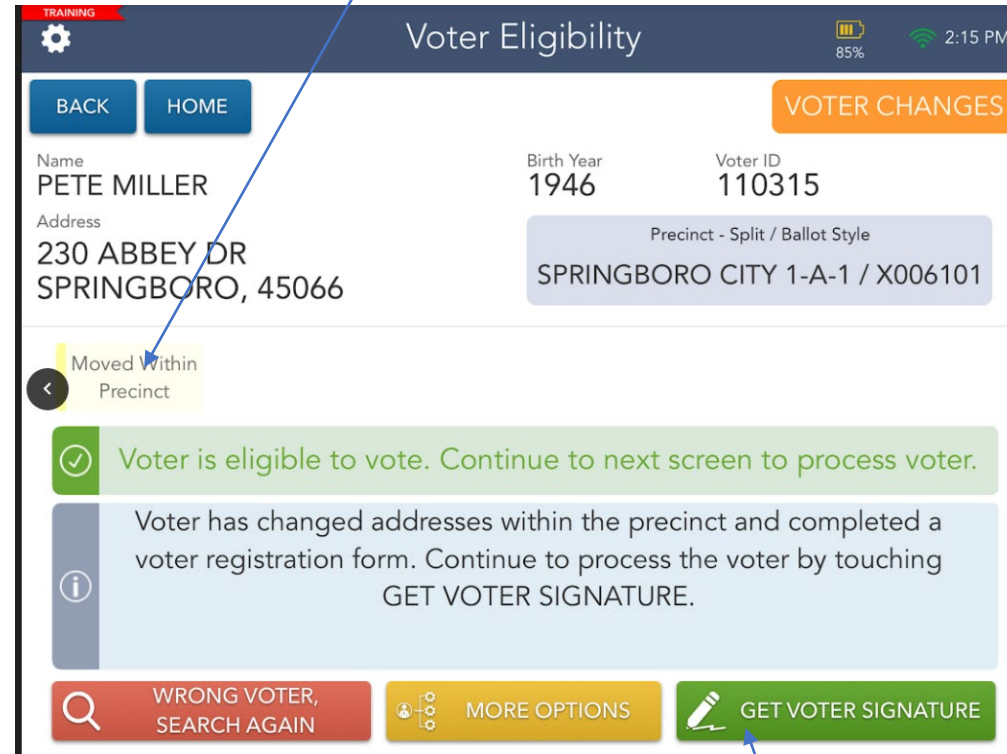 TRAINING
Voter Eligibility
85%
2:15 PM
BACK
HOME
VOTER CHANGES
Name
PETE MILLER
Birth Year
1946
Voter ID
110315
Address
230 ABBEY DR
SPRINGBORO, 45066
Precinct - Split / Ballot Style
SPRINGBORO CITY 1-A-1 / X006101
Moved Within
Precinct
Voter is eligible to vote. Continue to next screen to process voter.
Voter has changed addresses within the precinct and completed a
voter registration form. Continue to process the voter by touching
GET VOTER SIGNATURE.
WRONG VOTER,
SEARCH AGAIN
MORE OPTIONS
GET VOTER SIGNATURE